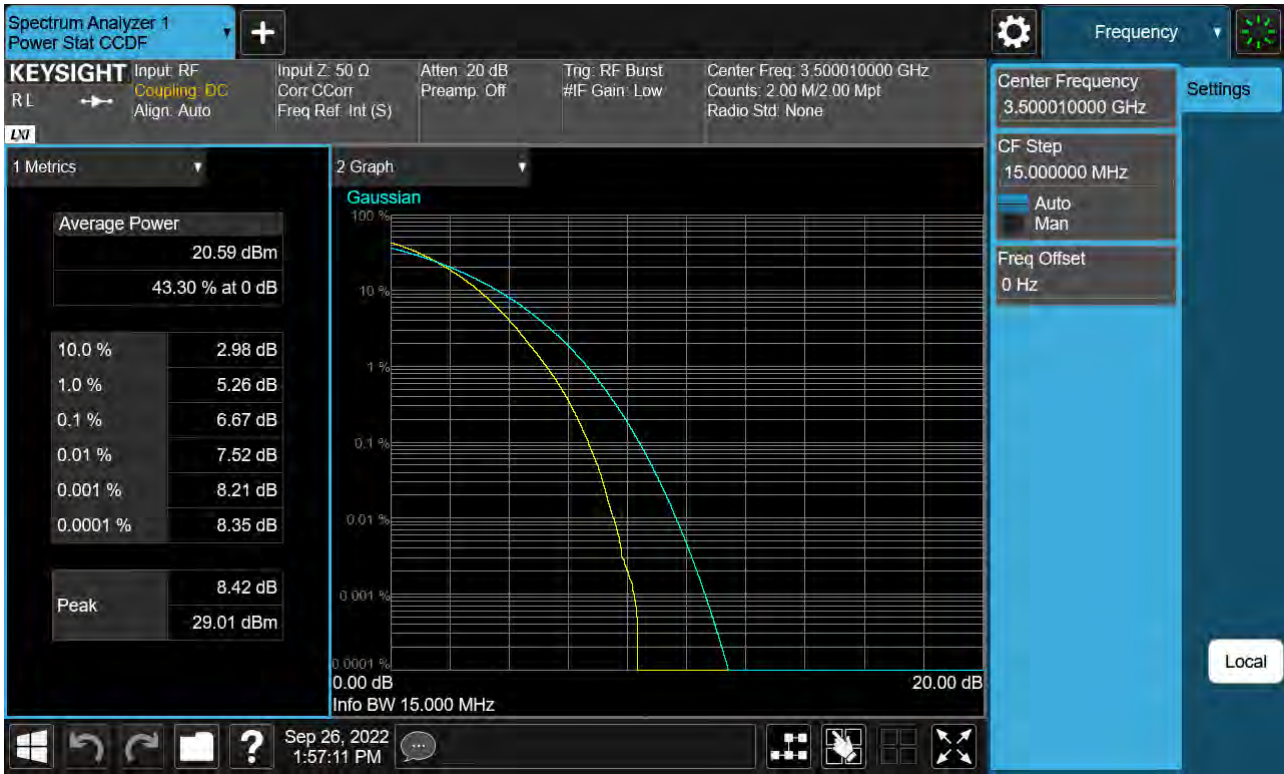 Spectrum Analyzer 1
Power Stat CCDF
Frequency
KEYSIGHT
RL
LXI
Input: RF
Coupling: DC
Align: Auto
Input Z: 50 Ω
Corr CCorr
Freq Ref: Int (S)
Atten: 20 dB
Preamp: Off
Trig: RF Burst
#IF Gain: Low
Center Freq: 3.500010000 GHz
Counts: 2.00 M/2.00 Mpt
Radio Std: None
Center Frequency
3.500010000 GHz
Settings
CF Step
15.000000 MHz
Auto
Man
Freq Offset
0 Hz
Local
1 Metrics
Average Power
20.59 dBm
43.30 % at 0 dB
10.0 % 2.98 dB
1.0 % 5.26 dB
0.1 % 6.67 dB
0.01 % 7.52 dB
0.001 % 8.21 dB
0.0001 % 8.35 dB
Peak
8.42 dB
29.01 dBm
2 Graph
Gaussian
100 %
10 %
1 %
0.1 %
0.01 %
0.001 %
0.0001 %
0.00 dB 20.00 dB
Info BW 15.000 MHz
?
Sep 26, 2022
1:57:11 PM